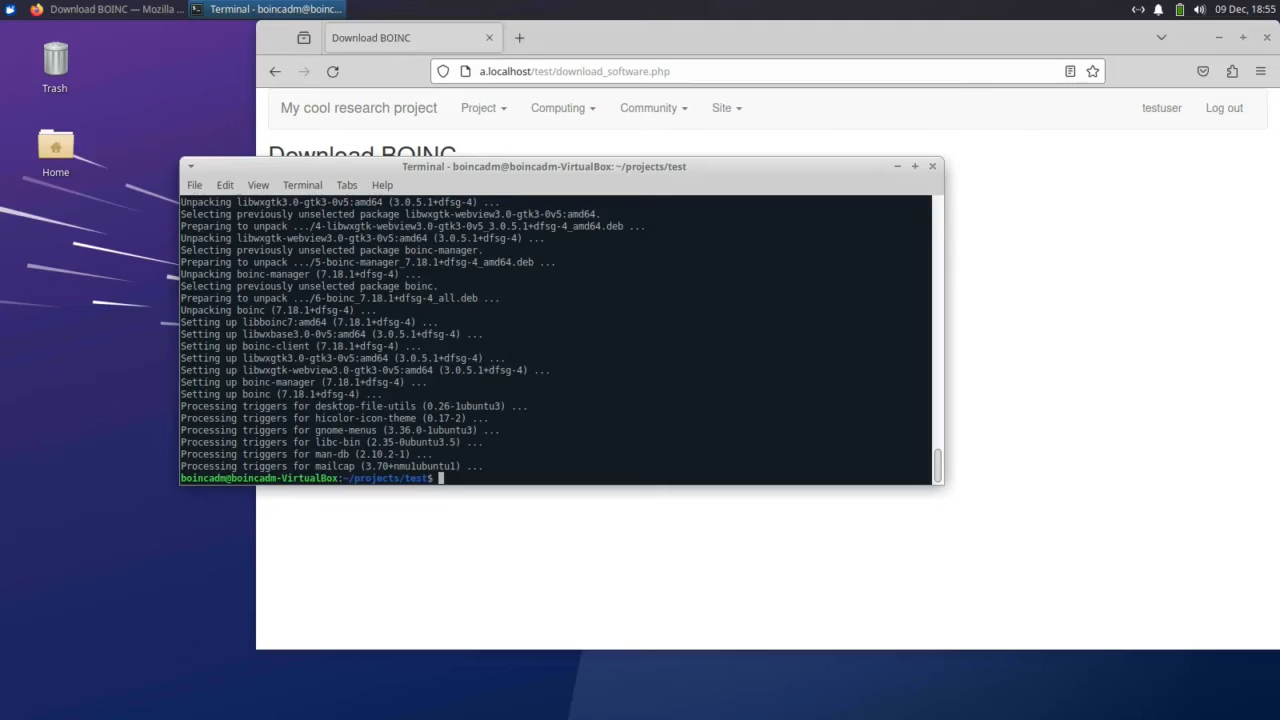 Download BOINC — Mozilla ...
Terminal - boincadm@boinc...
09 Dec, 18:55
Trash
Home
Download BOINC
a.localhost/test/download_software.php
My cool research project
Project
Computing
Community
Site
testuser
Log out
Download BOINC
Terminal - boincadm@boincadm-VirtualBox: ~/projects/test
File Edit View Terminal Tabs Help
Unpacking libwxgtk3.0-gtk3-0v5:amd64 (3.0.5.1+dfsg-4) ...
Selecting previously unselected package libwxgtk-webview3.0-gtk3-0v5:amd64.
Preparing to unpack .../4-libwxgtk-webview3.0-gtk3-0v5_3.0.5.1+dfsg-4_amd64.deb ...
Unpacking libwxgtk-webview3.0-gtk3-0v5:amd64 (3.0.5.1+dfsg-4) ...
Selecting previously unselected package boinc-manager.
Preparing to unpack .../5-boinc-manager_7.18.1+dfsg-4_amd64.deb ...
Unpacking boinc-manager (7.18.1+dfsg-4) ...
Selecting previously unselected package boinc.
Preparing to unpack .../6-boinc_7.18.1+dfsg-4_all.deb ...
Unpacking boinc (7.18.1+dfsg-4) ...
Setting up libboinc7:amd64 (7.18.1+dfsg-4) ...
Setting up libwxbase3.0-0v5:amd64 (3.0.5.1+dfsg-4) ...
Setting up boinc-client (7.18.1+dfsg-4) ...
Setting up libwxgtk3.0-gtk3-0v5:amd64 (3.0.5.1+dfsg-4) ...
Setting up libwxgtk-webview3.0-gtk3-0v5:amd64 (3.0.5.1+dfsg-4) ...
Setting up boinc-manager (7.18.1+dfsg-4) ...
Setting up boinc (7.18.1+dfsg-4) ...
Processing triggers for desktop-file-utils (0.26-1ubuntu3) ...
Processing triggers for hicolor-icon-theme (0.17-2) ...
Processing triggers for gnome-menus (3.36.0-1ubuntu3) ...
Processing triggers for libc-bin (2.35-0ubuntu3.5) ...
Processing triggers for man-db (2.10.2-1) ...
Processing triggers for mailcap (3.70+nmu1ubuntu1) ...
boincadm@boincadm-VirtualBox:~/projects/test$